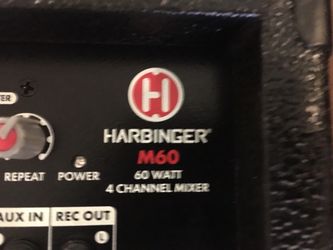 H
HARBINGER
M60
REPEAT POWER 60 WATT
4 CHANNEL MIXER
AUX IN REC OUT
L